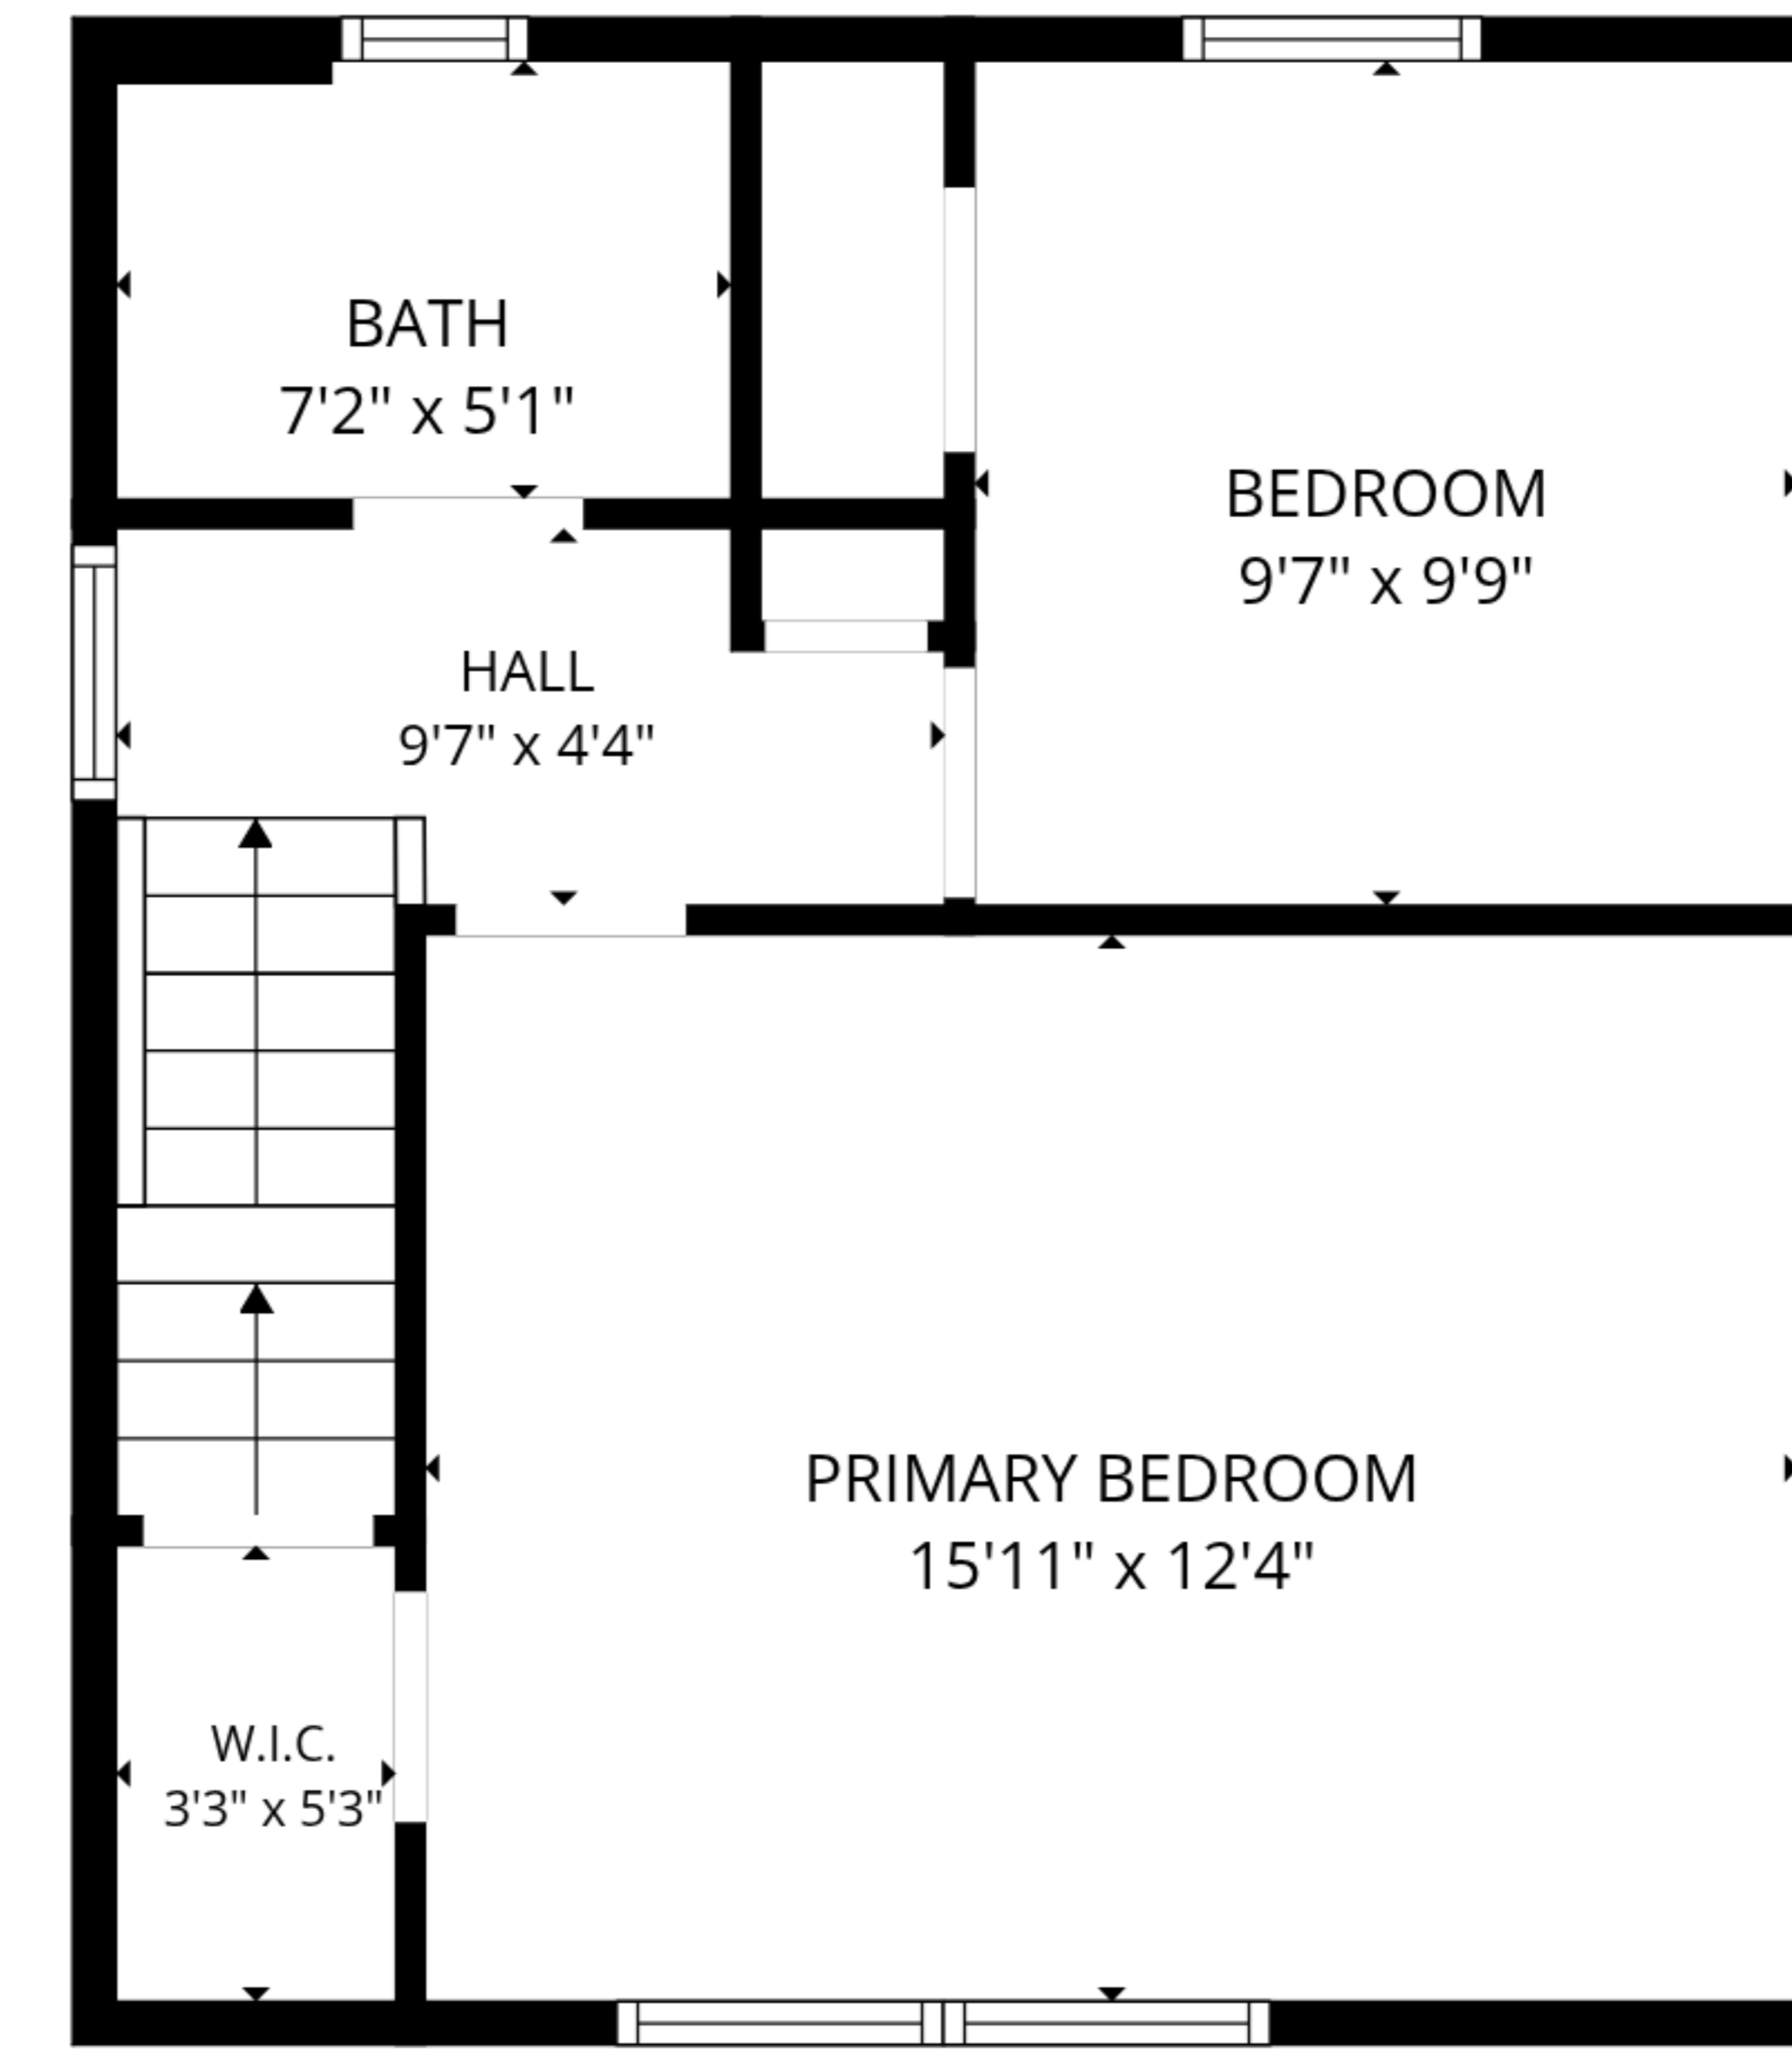 BATH
7'2" x 5'1"
BEDROOM
9'7" x 9'9"
HALL
9'7" x 4'4"
PRIMARY BEDROOM
15'11" x 12'4"
W.I.C.
3'3" x 5'3"